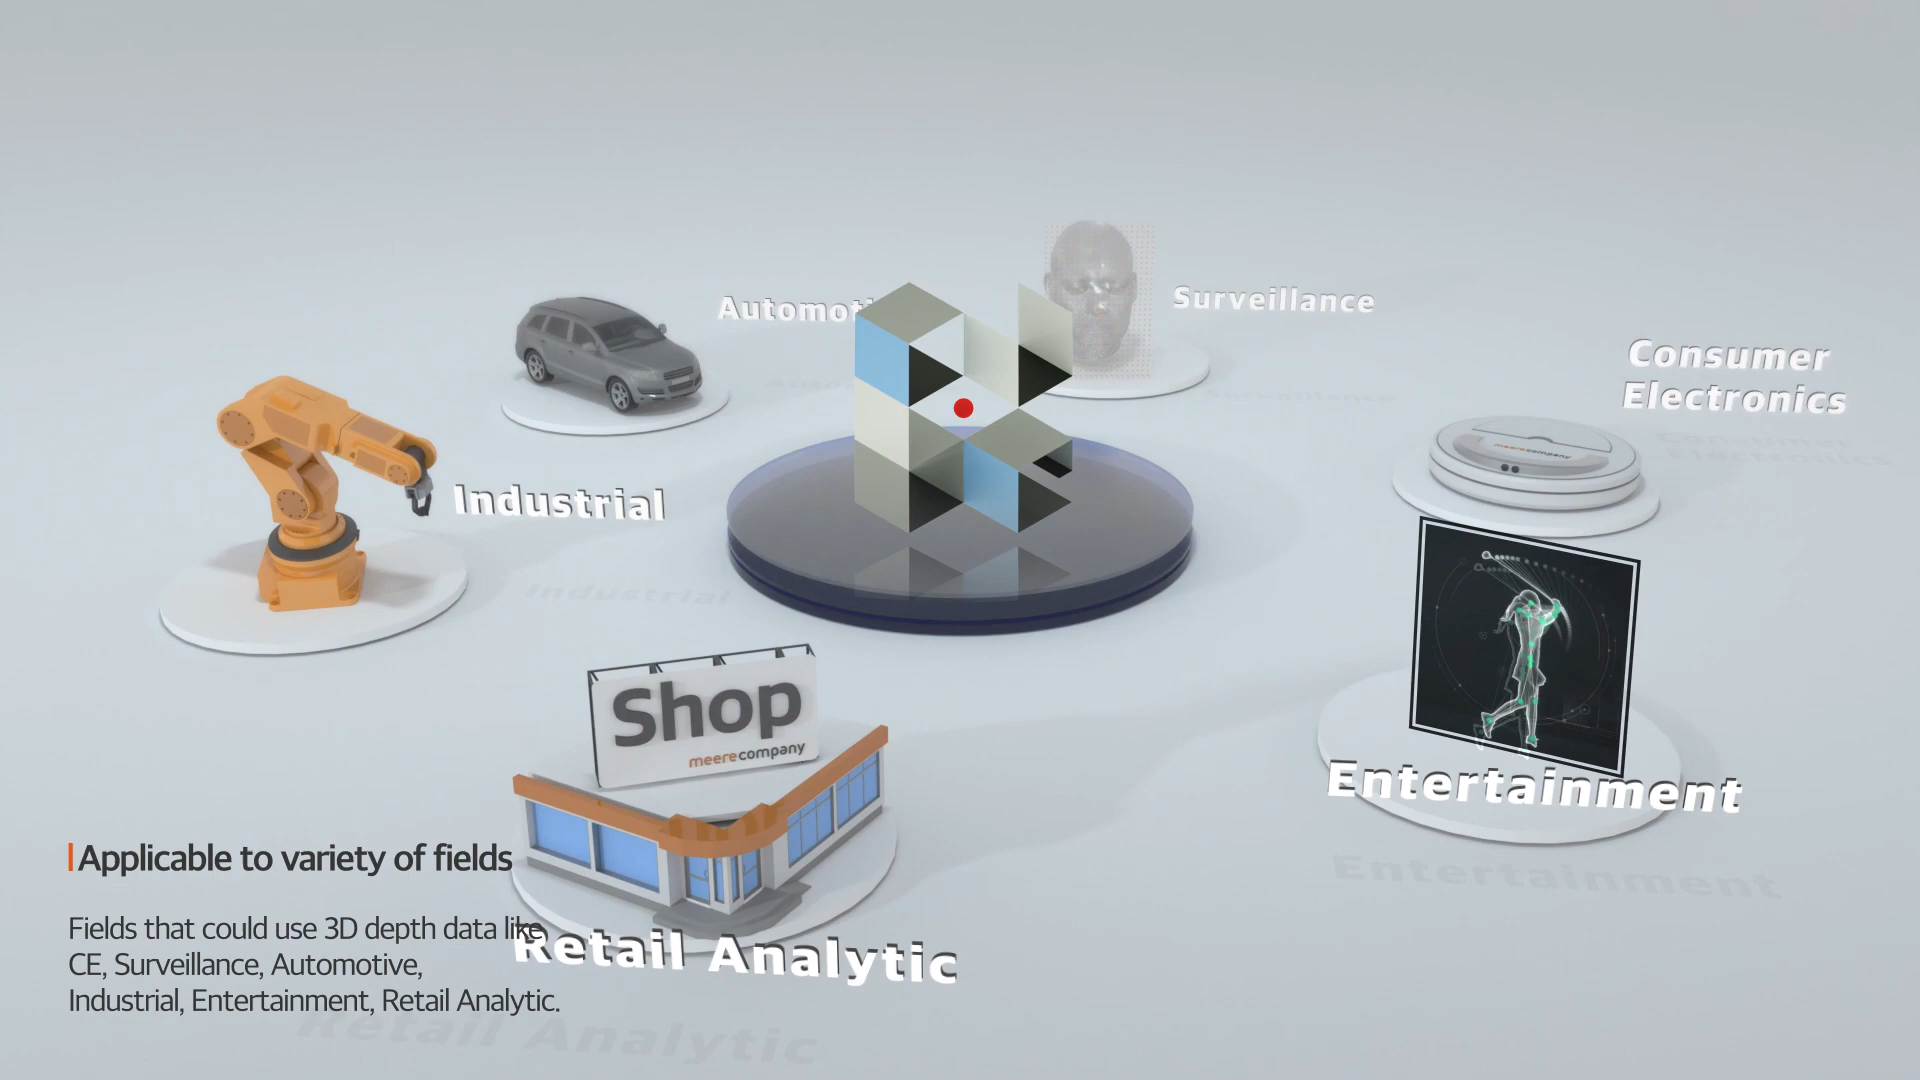 Automoti
Surveillance
Consumer
Electronics
meerecompany
Industrial
Shop
meerecompany
Entertainment
Retail Analytic
Applicable to variety of fields
Fields that could use 3D depth data like
CE, Surveillance, Automotive,
Industrial, Entertainment, Retail Analytic.